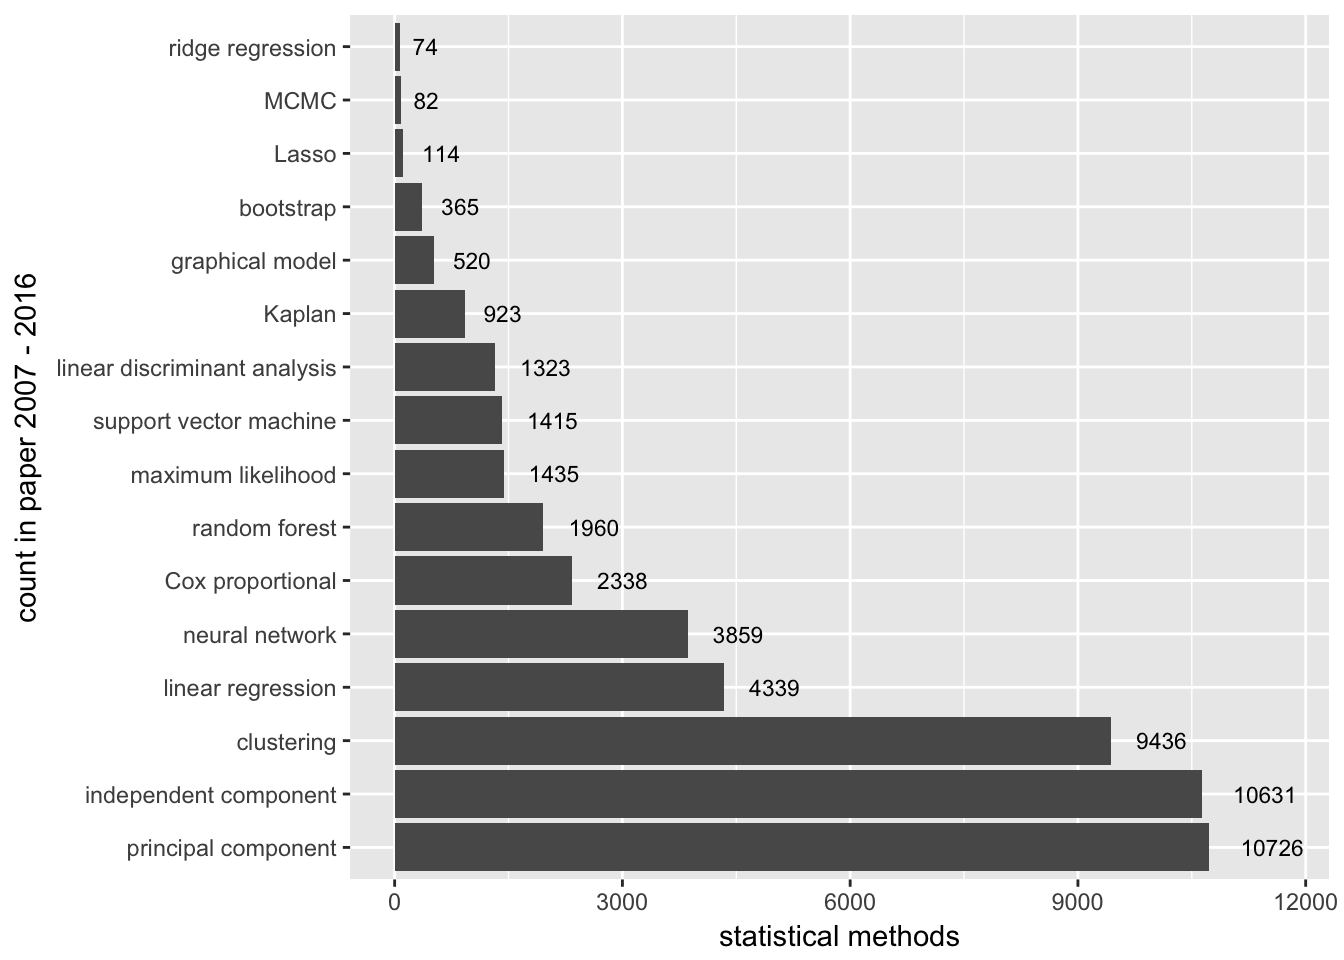 ridge regression 74
MCMC 82
Lasso 114
bootstrap 365
graphical model 520
Kaplan 923
linear discriminant analysis 1323
support vector machine 1415
maximum likelihood 1435
random forest 1960
Cox proportional 2338
neural network 3859
linear regression 4339
clustering 9436
independent component 10631
principal component 10726
count in paper 2007 - 2016
0 3000 6000 9000 12000
statistical methods